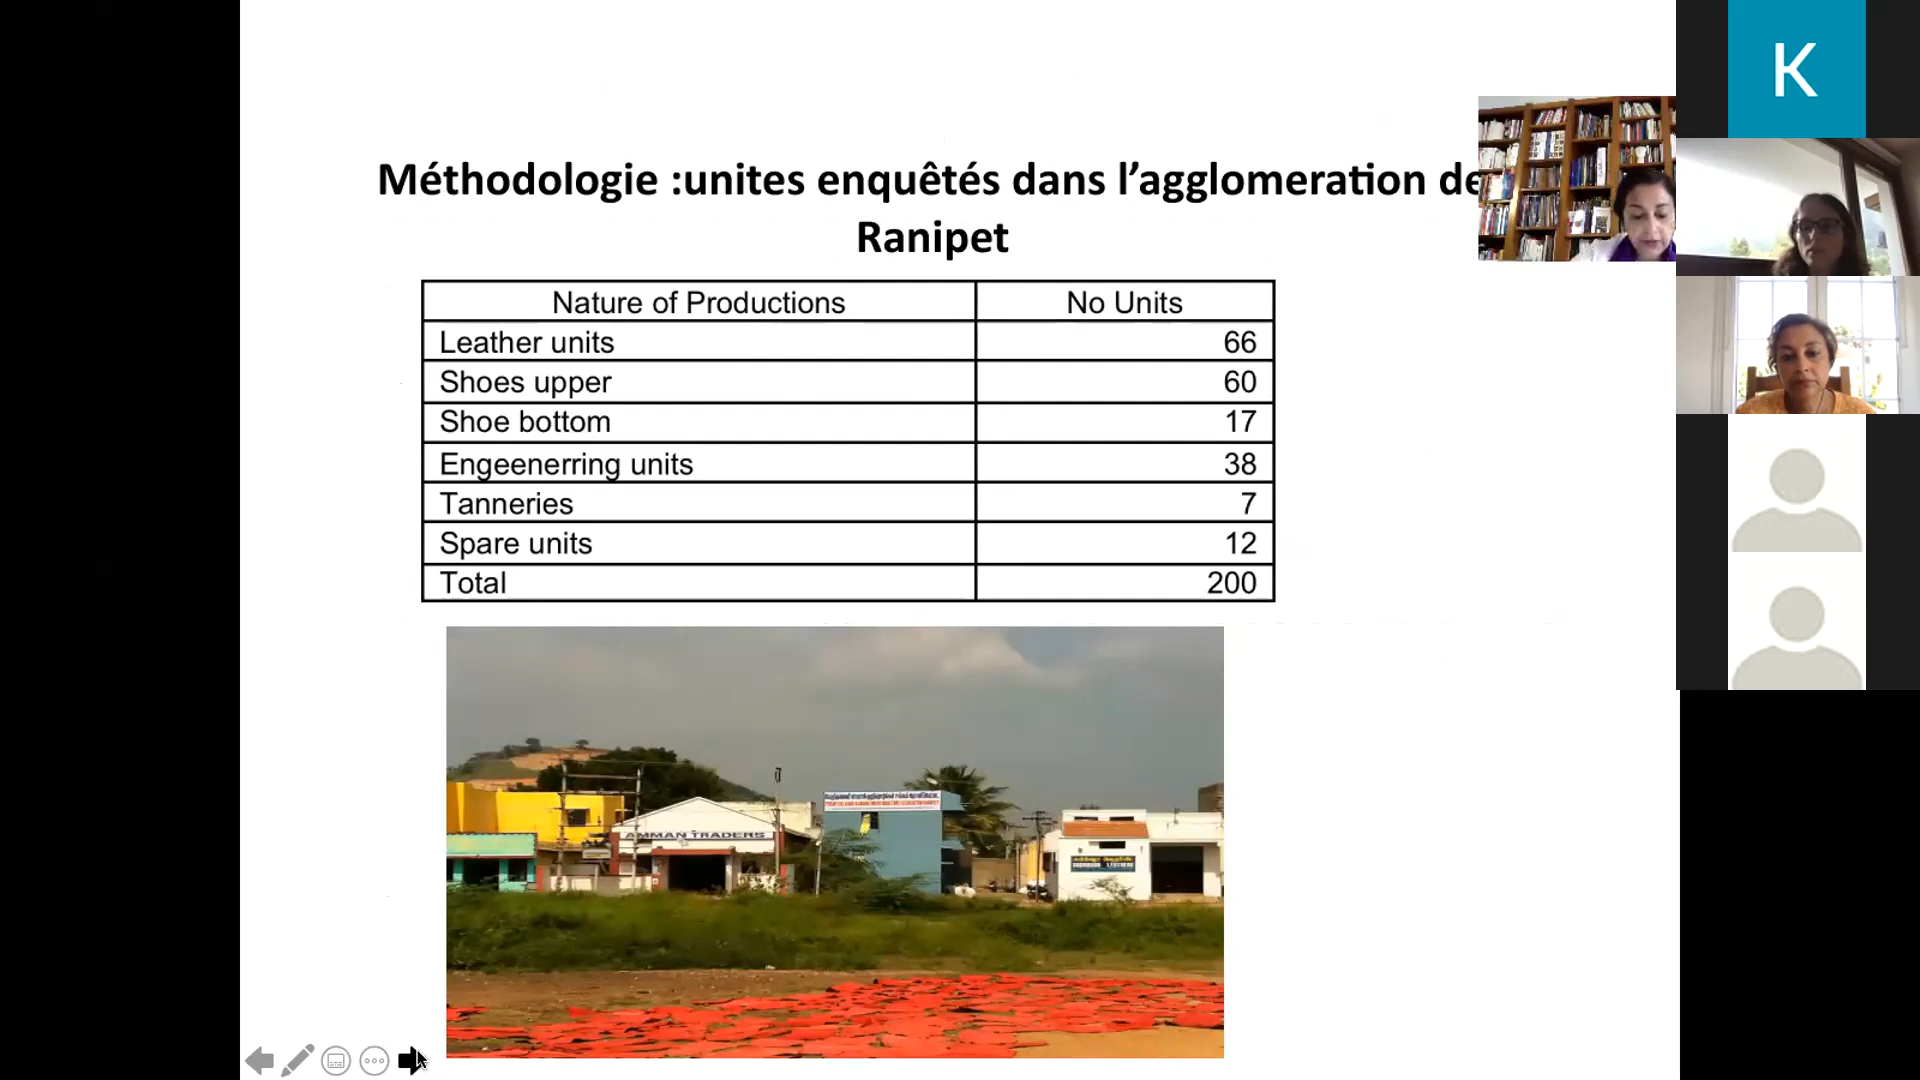 Méthodologie :unites enquêtés dans l’agglomeration de
Ranipet
Nature of Productions No Units
Leather units 66
Shoes upper 60
Shoe bottom 17
Engeenerring units 38
Tanneries 7
Spare units 12
Total 200
AMMAN TRADERS
K